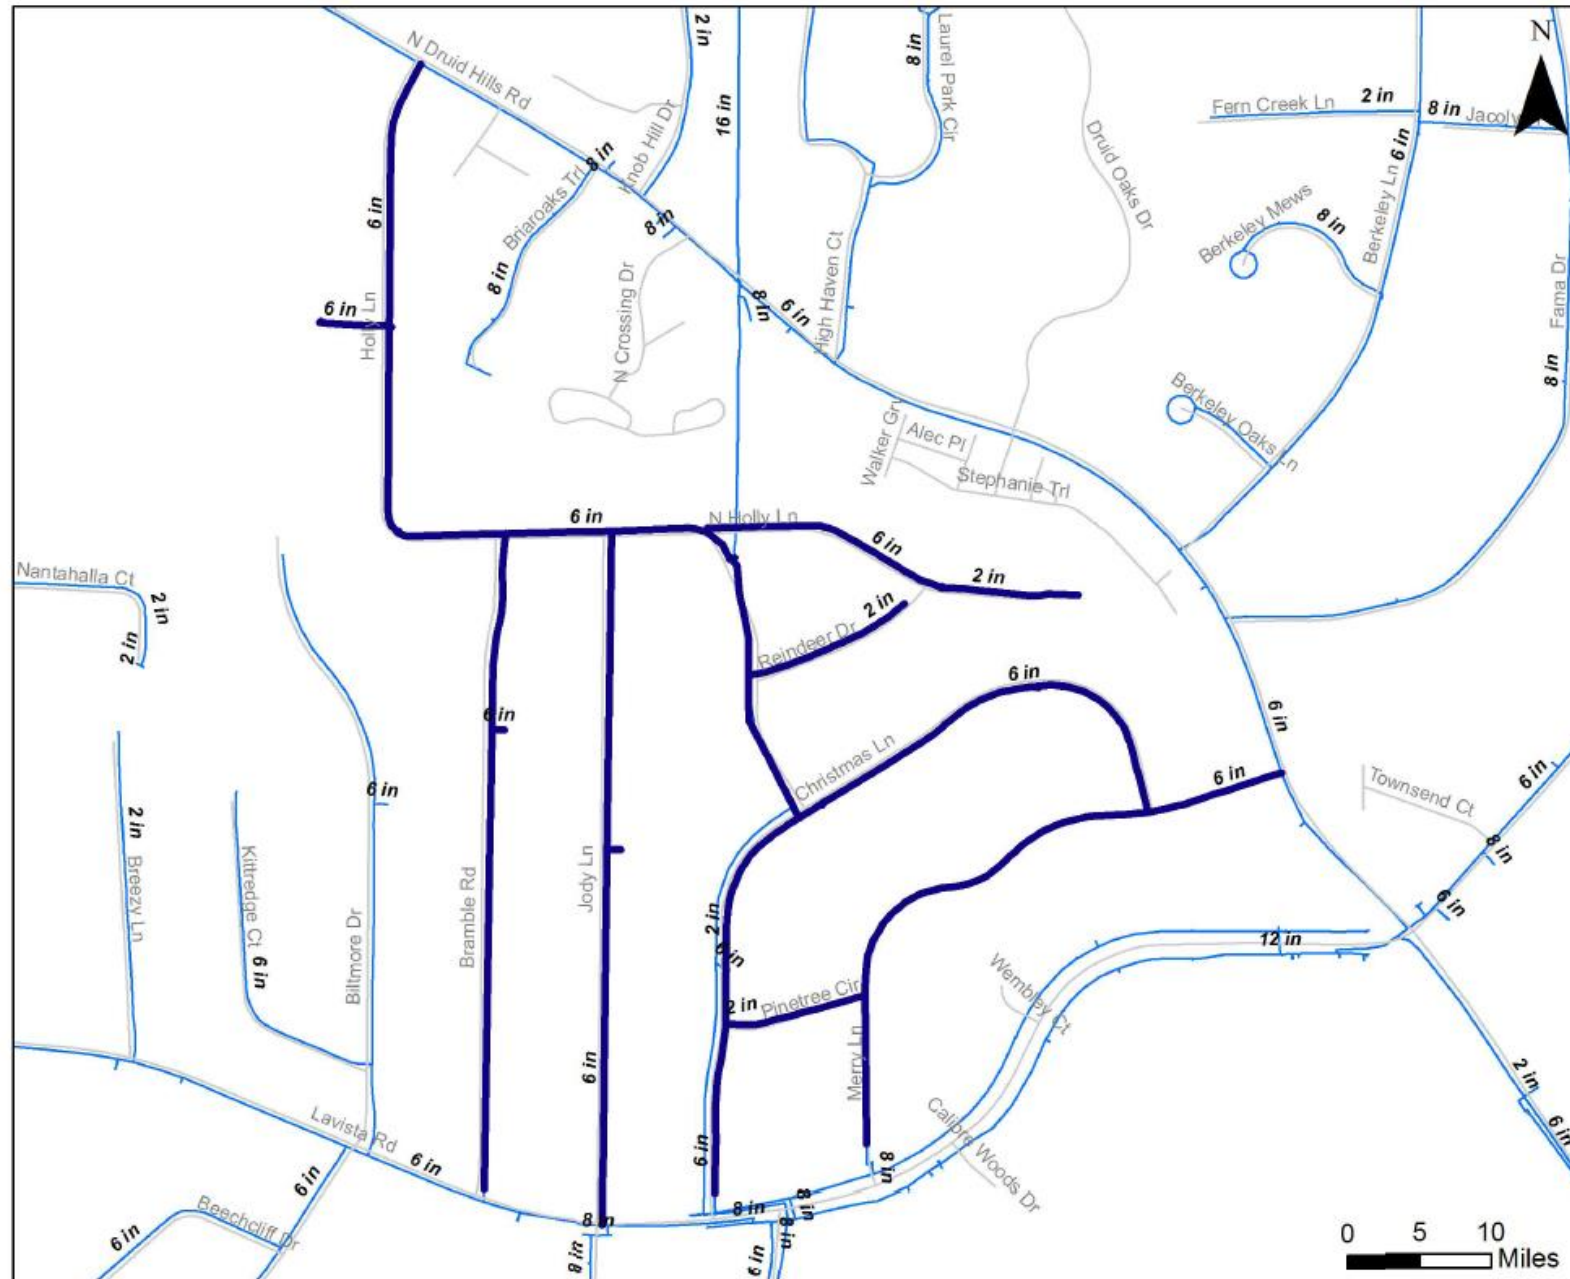 2 in
N
N Druid Hills Rd
8 in
Laurel Park Cir
16 in
2 in
Fern Creek Ln
8 in
Knob Hill Dr
Druid Oaks Dr
6 in
8 in
Briaroaks Trl
Berkeley Ln
6 in
Berkeley Mews
8 in
8 in
8 in
N Crossing Dr
High Haven Ct
Fama Dr
6 in
Holly Ln
8 in
6 in
8 in
Berkeley Oaks Ln
Walker Grv
Alec Pl
Stephanie Trl
6 in
N Holly Ln
6 in
Nantahalla Ct
2 in
2 in
2 in
2 in
Reindeer Dr
6 in
6 in
6 in
Christmas Ln
6 in
6 in
Townsend Ct
6 in
2 in
Breezy Ln
Kittredge Ct
6 in
Biltmore Dr
Bramble Rd
Jody Ln
8 in
6 in
2 in
6 in
12 in
Wembley Ct
2 in
Pinetree Cir
Merry Ln
6 in
2 in
Lavista Rd
6 in
6 in
6 in
8 in
Calibre Woods Dr
6 in
Beechcliff Dr
6 in
8 in
8 in
8 in
8 in
8 in
6 in
0 5 10
Miles